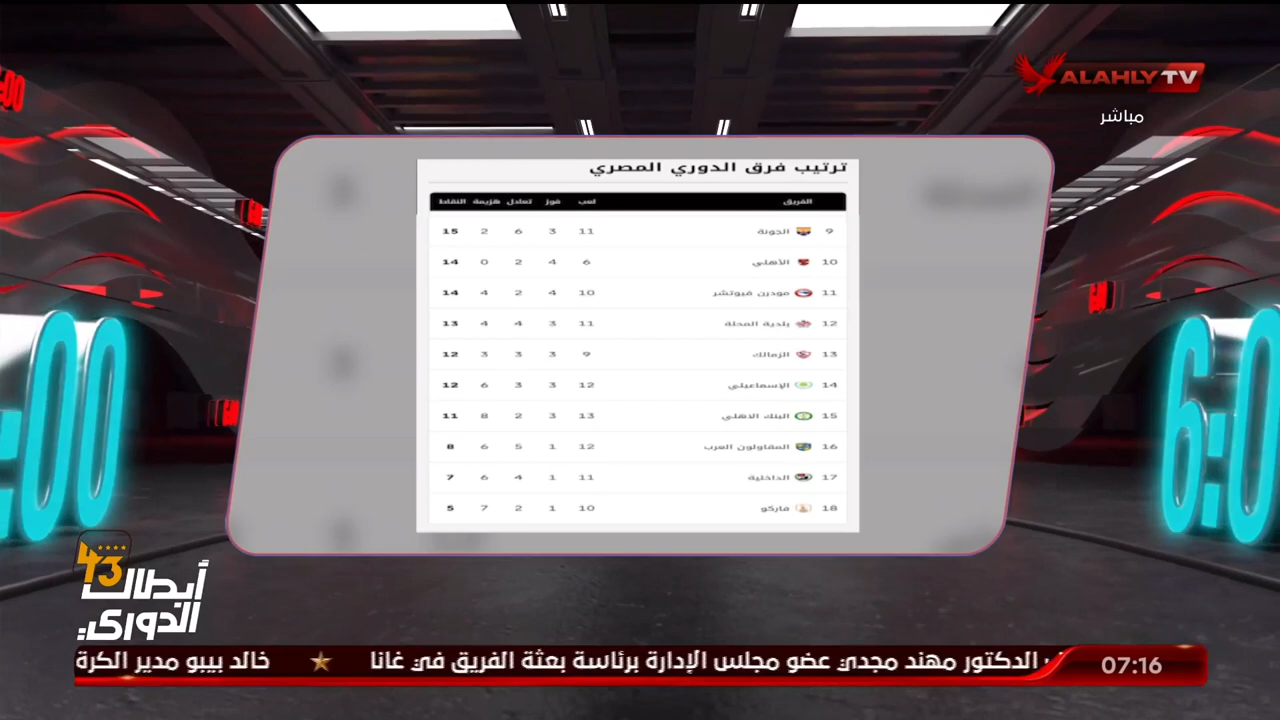 ALAHLY TV
مباشر
ترتيب فرق الدوري المصري
الفريق لعب فوز تعادل هزيمة النقاط
9 الجونة 11 3 6 2 15
10 الأهلي 6 4 2 0 14
11 مودرن فيوتشر 10 4 2 4 14
12 بلدية المحلة 11 3 4 4 13
13 الزمالك 9 3 3 3 12
14 الإسماعيلي 12 3 3 6 12
15 البنك الاهلي 13 3 2 8 11
16 المقاولون العرب 12 1 5 6 8
17 الداخلية 11 1 4 6 7
18 فاركو 10 1 2 7 5
:00
6:0
43
أبطال
الدوري
الدكتور مهند مجدي عضو مجلس الإدارة برئاسة بعثة الفريق في غانا خالد بيبو مدير الكرة
07:16